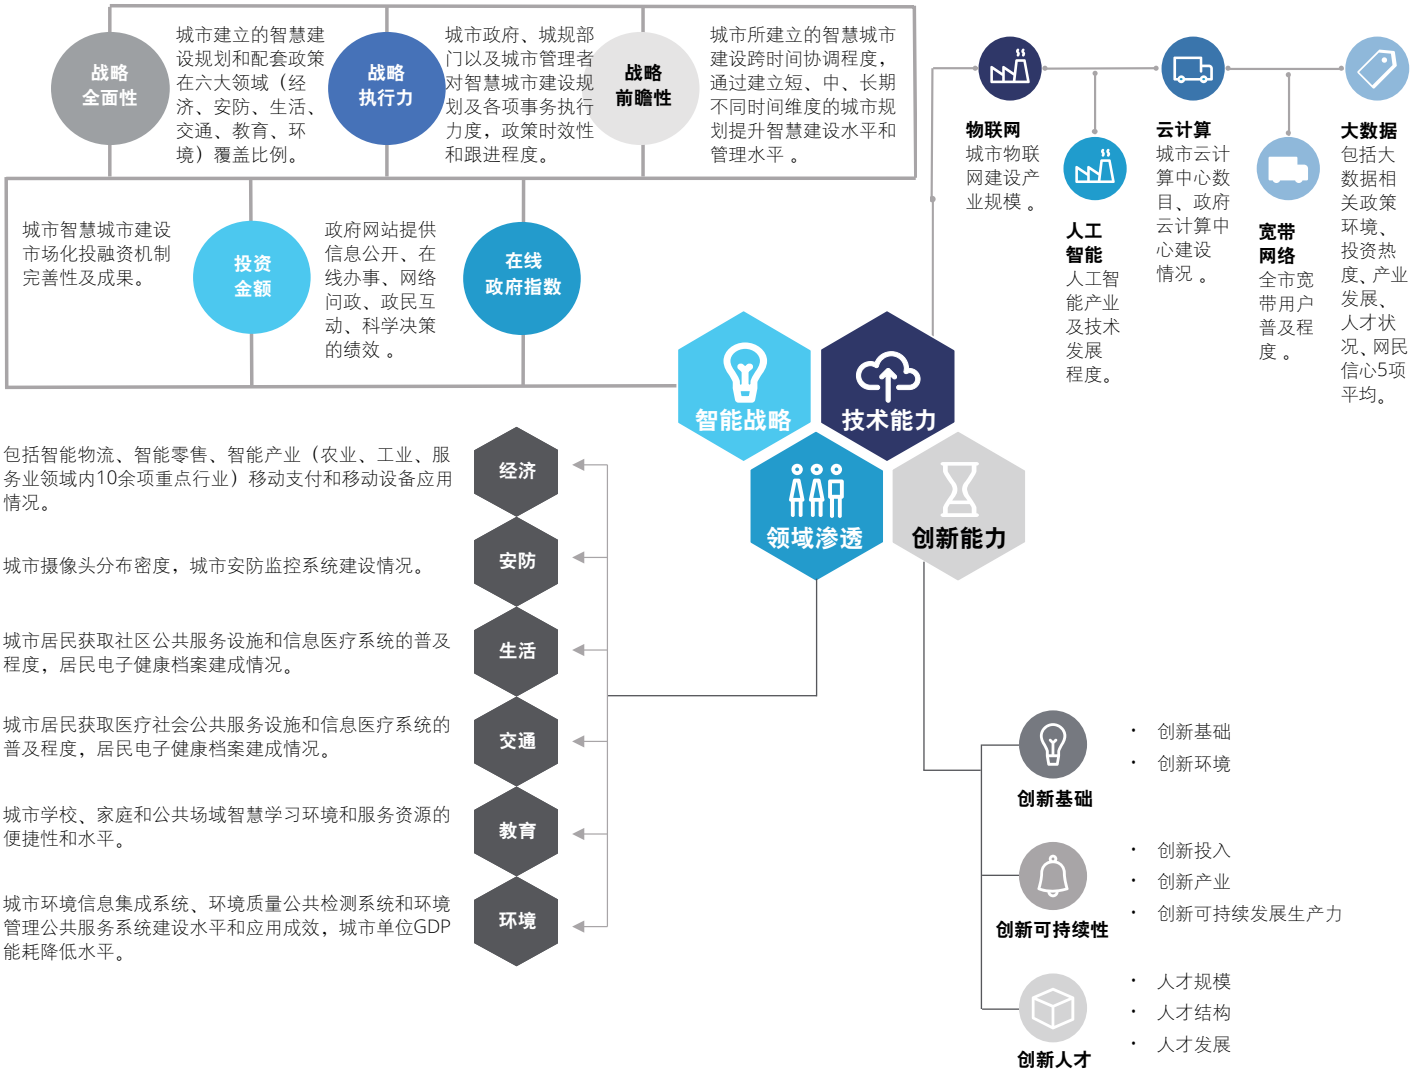 战略
全面性
城市建立的智慧建
设规划和配套政策
在六大领域（经
济、安防、生活、
交通、教育、环
境）覆盖比例。
战略
执行力
城市政府、城规部
门以及城市管理者
对智慧城市建设规
划及各项事务执行
力度，政策时效性
和跟进程度。
战略
前瞻性
城市所建立的智慧城市
建设跨时间协调程度，
通过建立短、中、长期
不同时间维度的城市规
划提升智慧建设水平和
管理水平 。
城市智慧城市建设
市场化投融资机制
完善性及成果。
投资
金额
政府网站提供
信息公开、在
线办事、网络
问政、政民互
动、科学决策
的绩效 。
在线
政府指数
物联网
城市物联
网建设产
业规模 。
人工
智能
人工智
能产业
及技术
发展
程度。
云计算
城市云计
算中心数
目、政府
云计算中
心建设
情况 。
宽带
网络
全市宽
带用户
普及程
度 。
大数据
包括大
数据相
关政策
环境、
投资热
度、产业
发展、
人才状
况、网民
信心5项
平均。
智能战略
技术能力
领域渗透
创新能力
包括智能物流、智能零售、智能产业（农业、工业、服
务业领域内10余项重点行业）移动支付和移动设备应用
情况。
经济
城市摄像头分布密度，城市安防监控系统建设情况。
安防
城市居民获取社区公共服务设施和信息医疗系统的普及
程度，居民电子健康档案建成情况。
生活
城市居民获取医疗社会公共服务设施和信息医疗系统的
普及程度，居民电子健康档案建成情况。
交通
城市学校、家庭和公共场域智慧学习环境和服务资源的
便捷性和水平。
教育
城市环境信息集成系统、环境质量公共检测系统和环境
管理公共服务系统建设水平和应用成效，城市单位GDP
能耗降低水平。
环境
创新基础
· 创新基础
· 创新环境
创新可持续性
· 创新投入
· 创新产业
· 创新可持续发展生产力
创新人才
· 人才规模
· 人才结构
· 人才发展